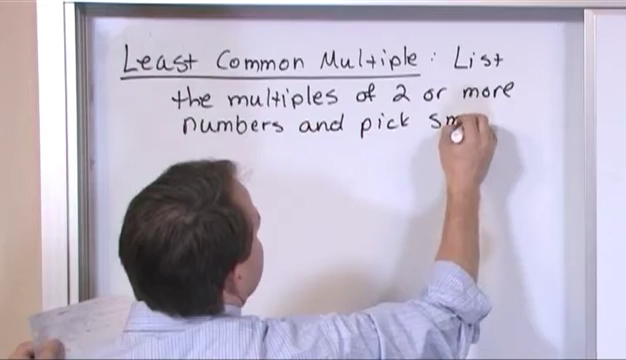 Least Common Multiple : List
the multiples of 2 or more
numbers and pick sm